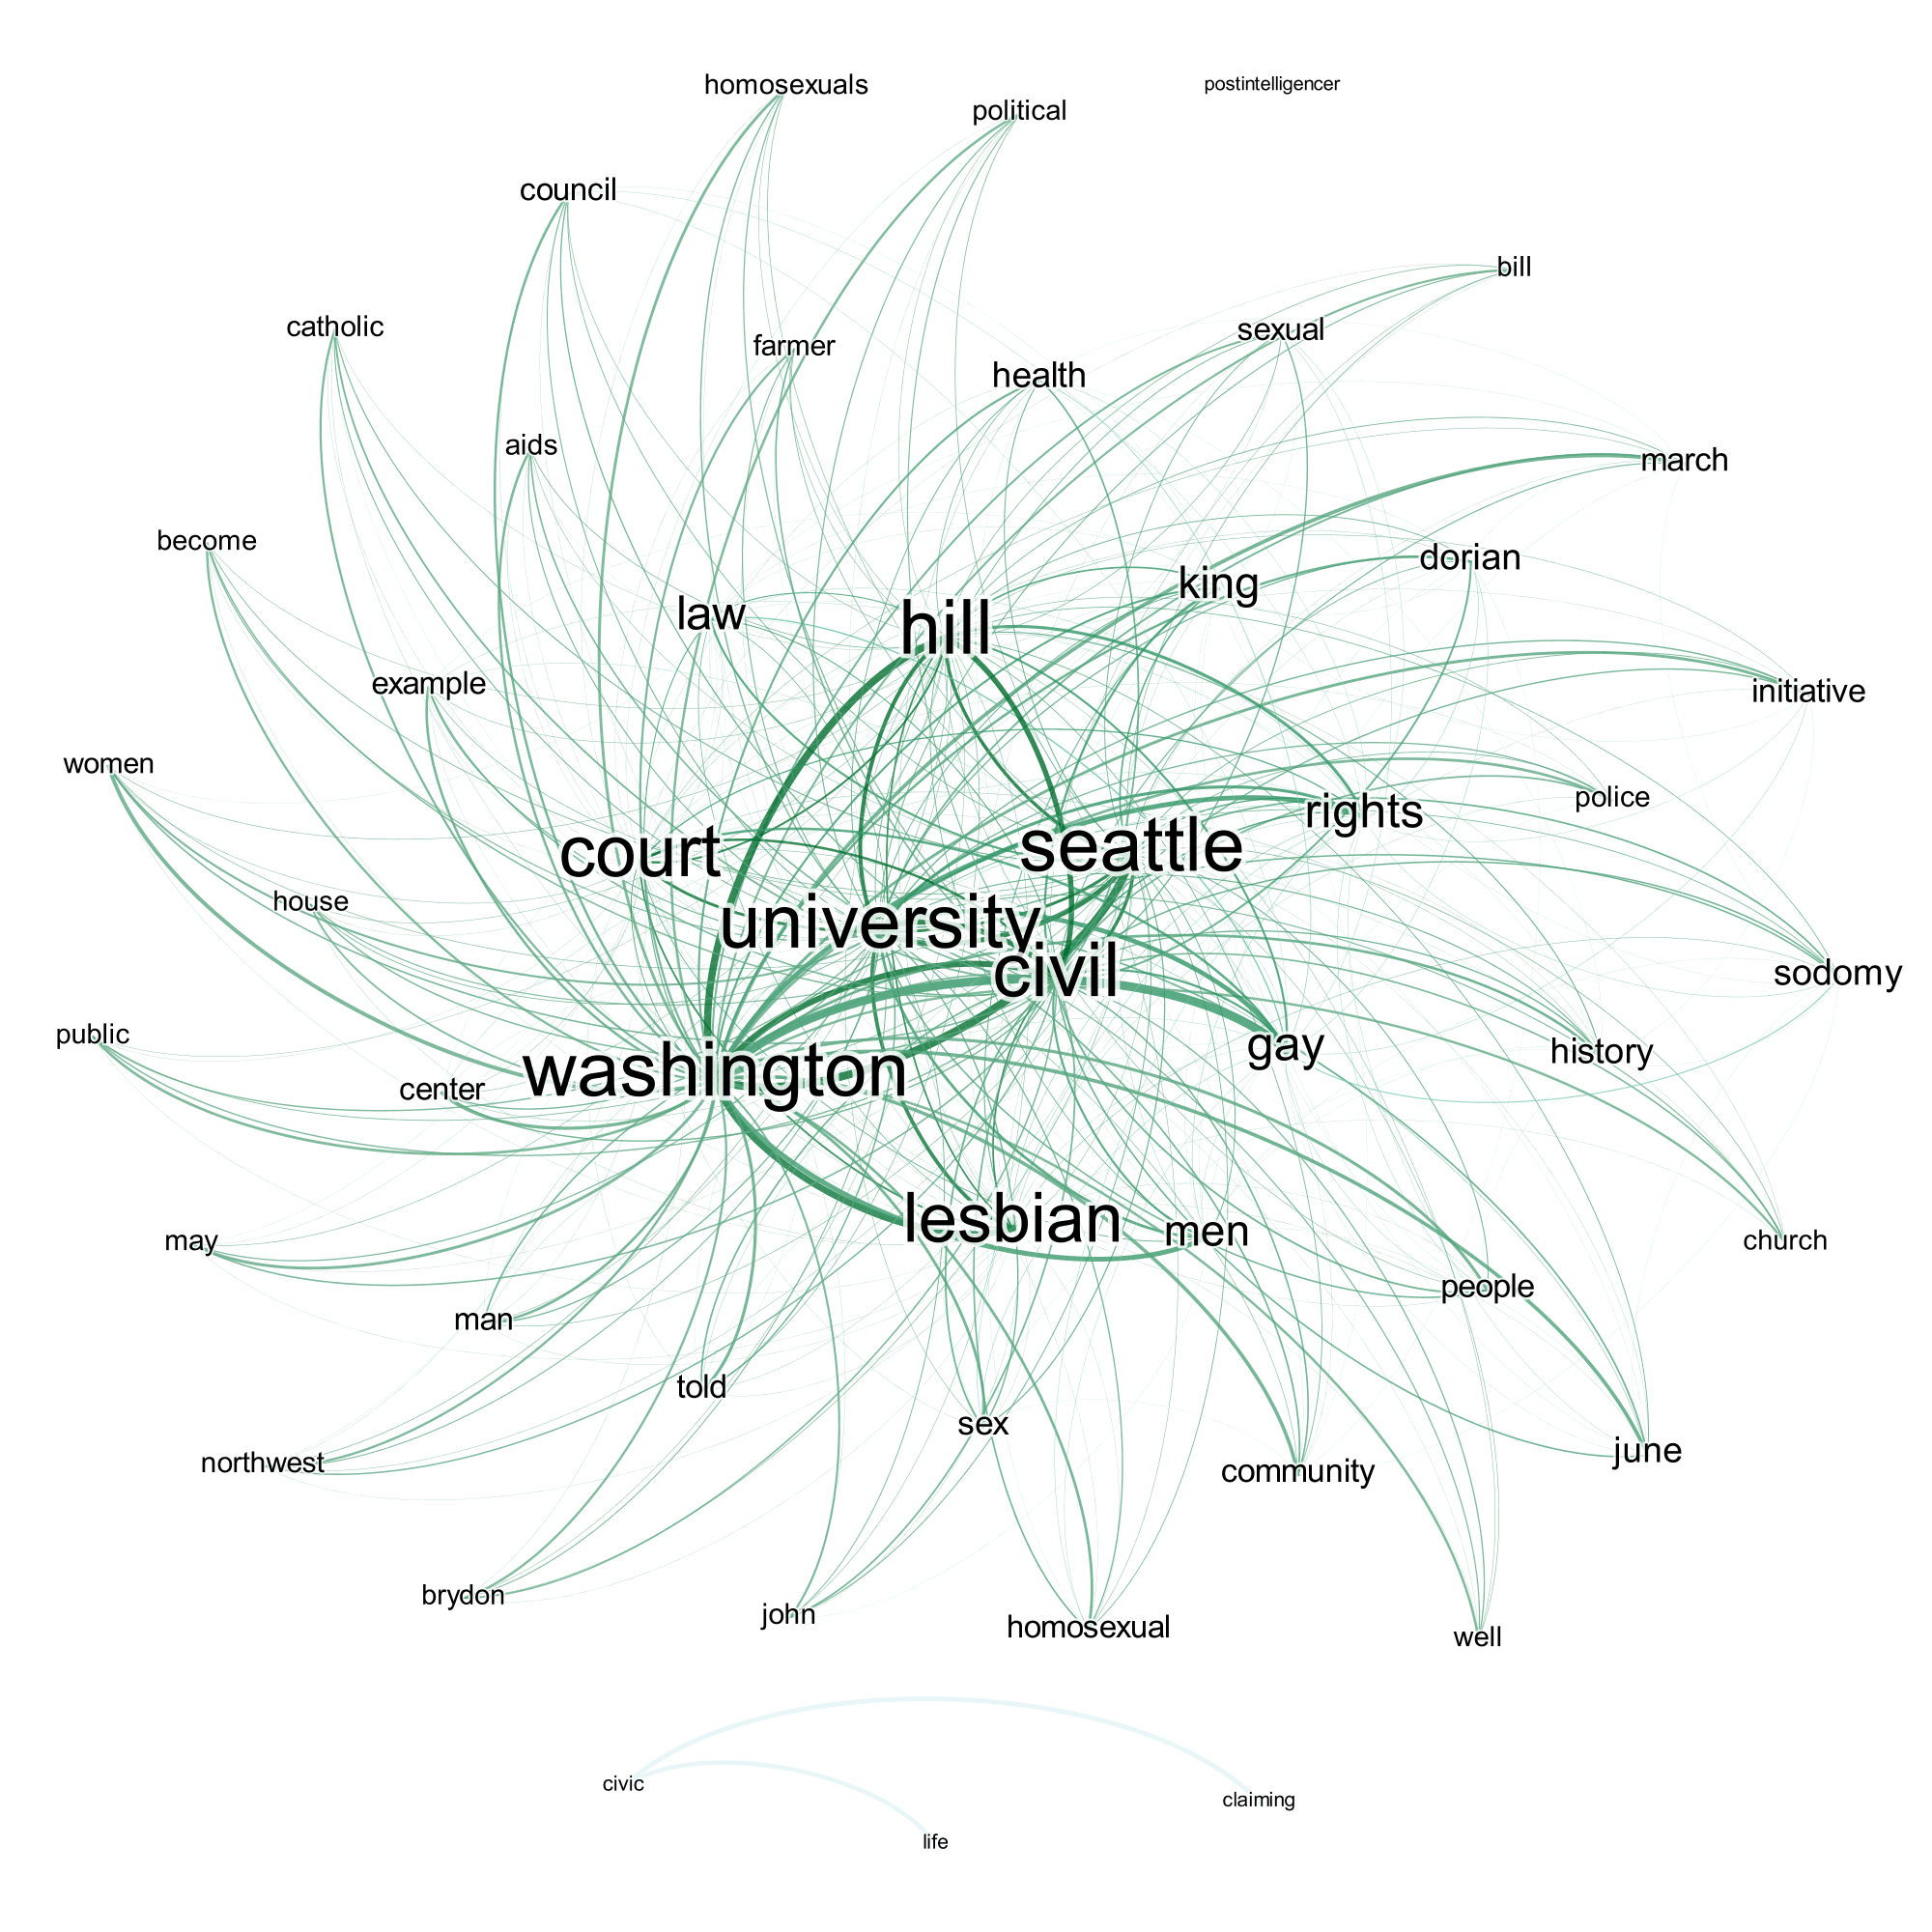 homosexuals
postintelligencer
political
council
bill
catholic
sexual
farmer
health
aids
march
become
dorian
king
law
hill
example
initiative
women
police
rights
seattle
court
house
university
civil
sodomy
public
gay
history
washington
center
lesbian
men
may
church
people
man
told
sex
june
northwest
community
brydon
john
homosexual
well
civic
claiming
life